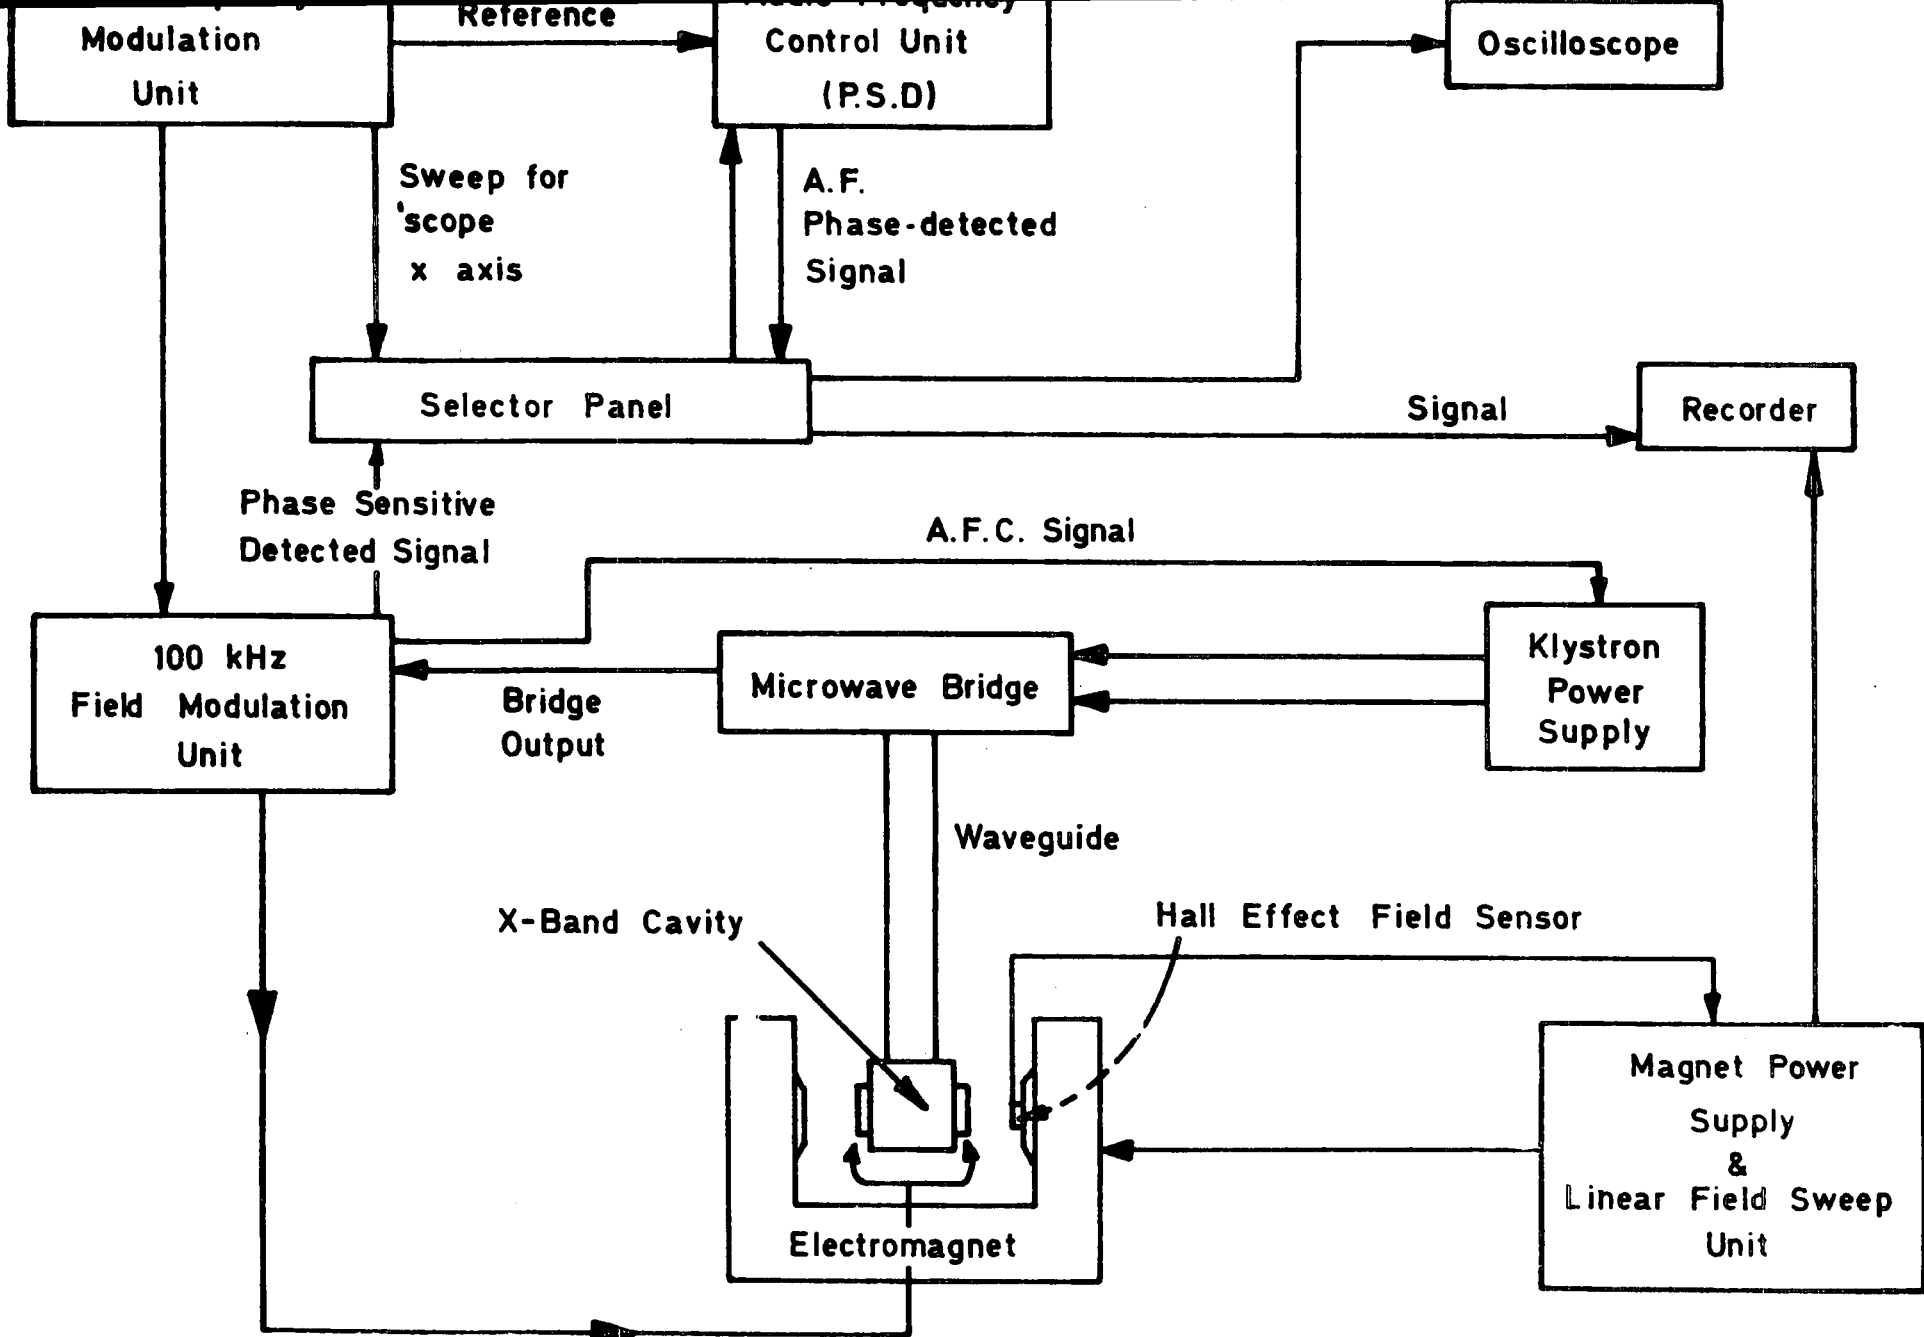 Reference
Modulation
Unit
Control Unit
(P.S.D)
Oscilloscope
Sweep for
'scope
x axis
A.F.
Phase-detected
Signal
Selector Panel
Signal
Recorder
Phase Sensitive
Detected Signal
A.F.C. Signal
100 kHz
Field Modulation
Unit
Bridge
Output
Microwave Bridge
Klystron
Power
Supply
Waveguide
X-Band Cavity
Hall Effect Field Sensor
Electromagnet
Magnet Power
Supply
&
Linear Field Sweep
Unit